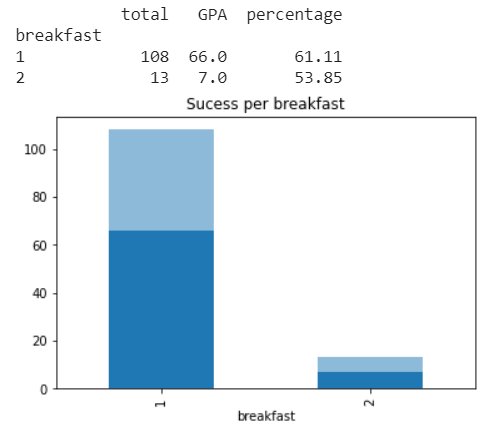 total GPA percentage
breakfast
1 108 66.0 61.11
2 13 7.0 53.85
Sucess per breakfast
100
80
60
40
20
0
1 2
breakfast